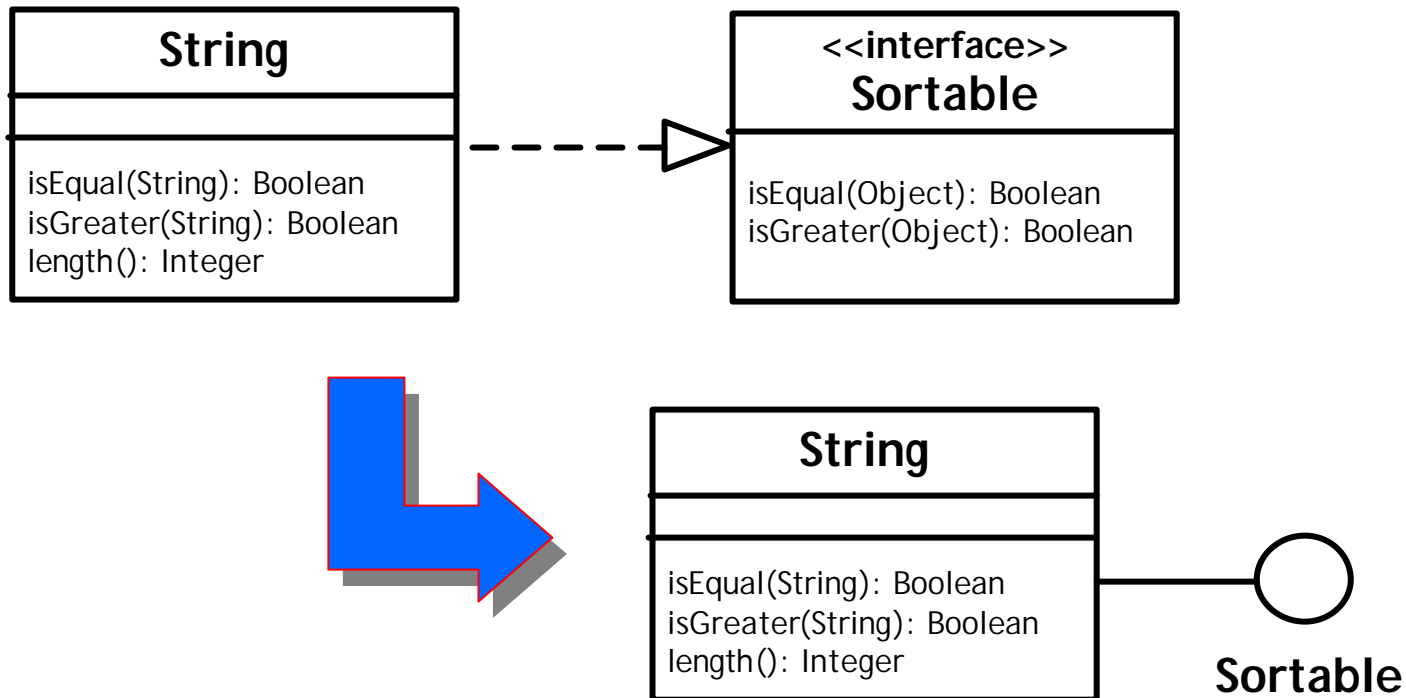 String
isEqual(String): Boolean
isGreater(String): Boolean
length(): Integer
<<interface>>
Sortable
isEqual(Object): Boolean
isGreater(Object): Boolean
String
isEqual(String): Boolean
isGreater(String): Boolean
length(): Integer
Sortable